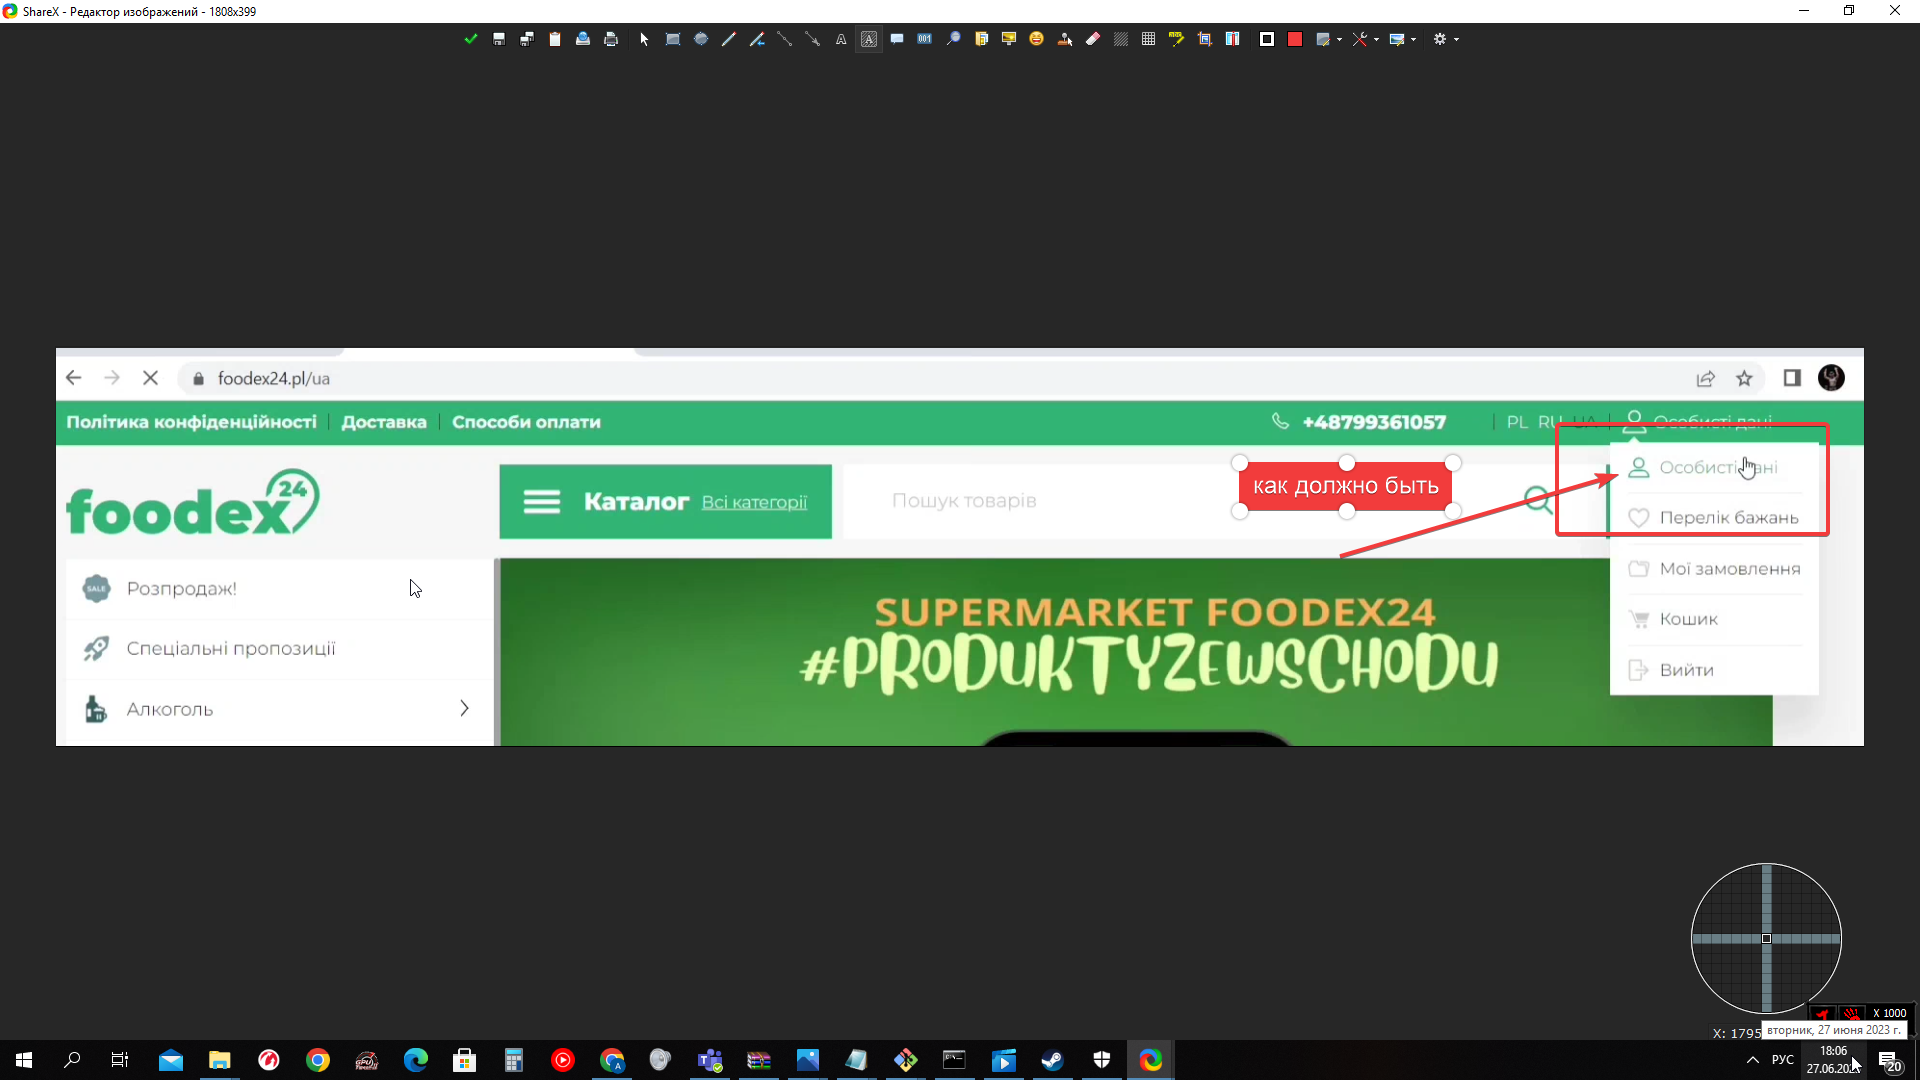 ShareX - Редактор изображений - 1808x399
foodex24.pl/ua
Політика конфіденційності Доставка Способи оплати
+48799361057 PL RU UA Особисті дані
foodex 24
Каталог Всі категорії
Пошук товарів
как должно быть
Особисті дані
Перелік бажань
Мої замовлення
Кошик
Вийти
SALE Розпродаж!
Спеціальні пропозиції
Алкоголь
SUPERMARKET FOODEX24
#PRODUKTYZEWSCHODU
X 1000
X: 1795
вторник, 27 июня 2023 г.
РУС
18:06
27.06.20
20